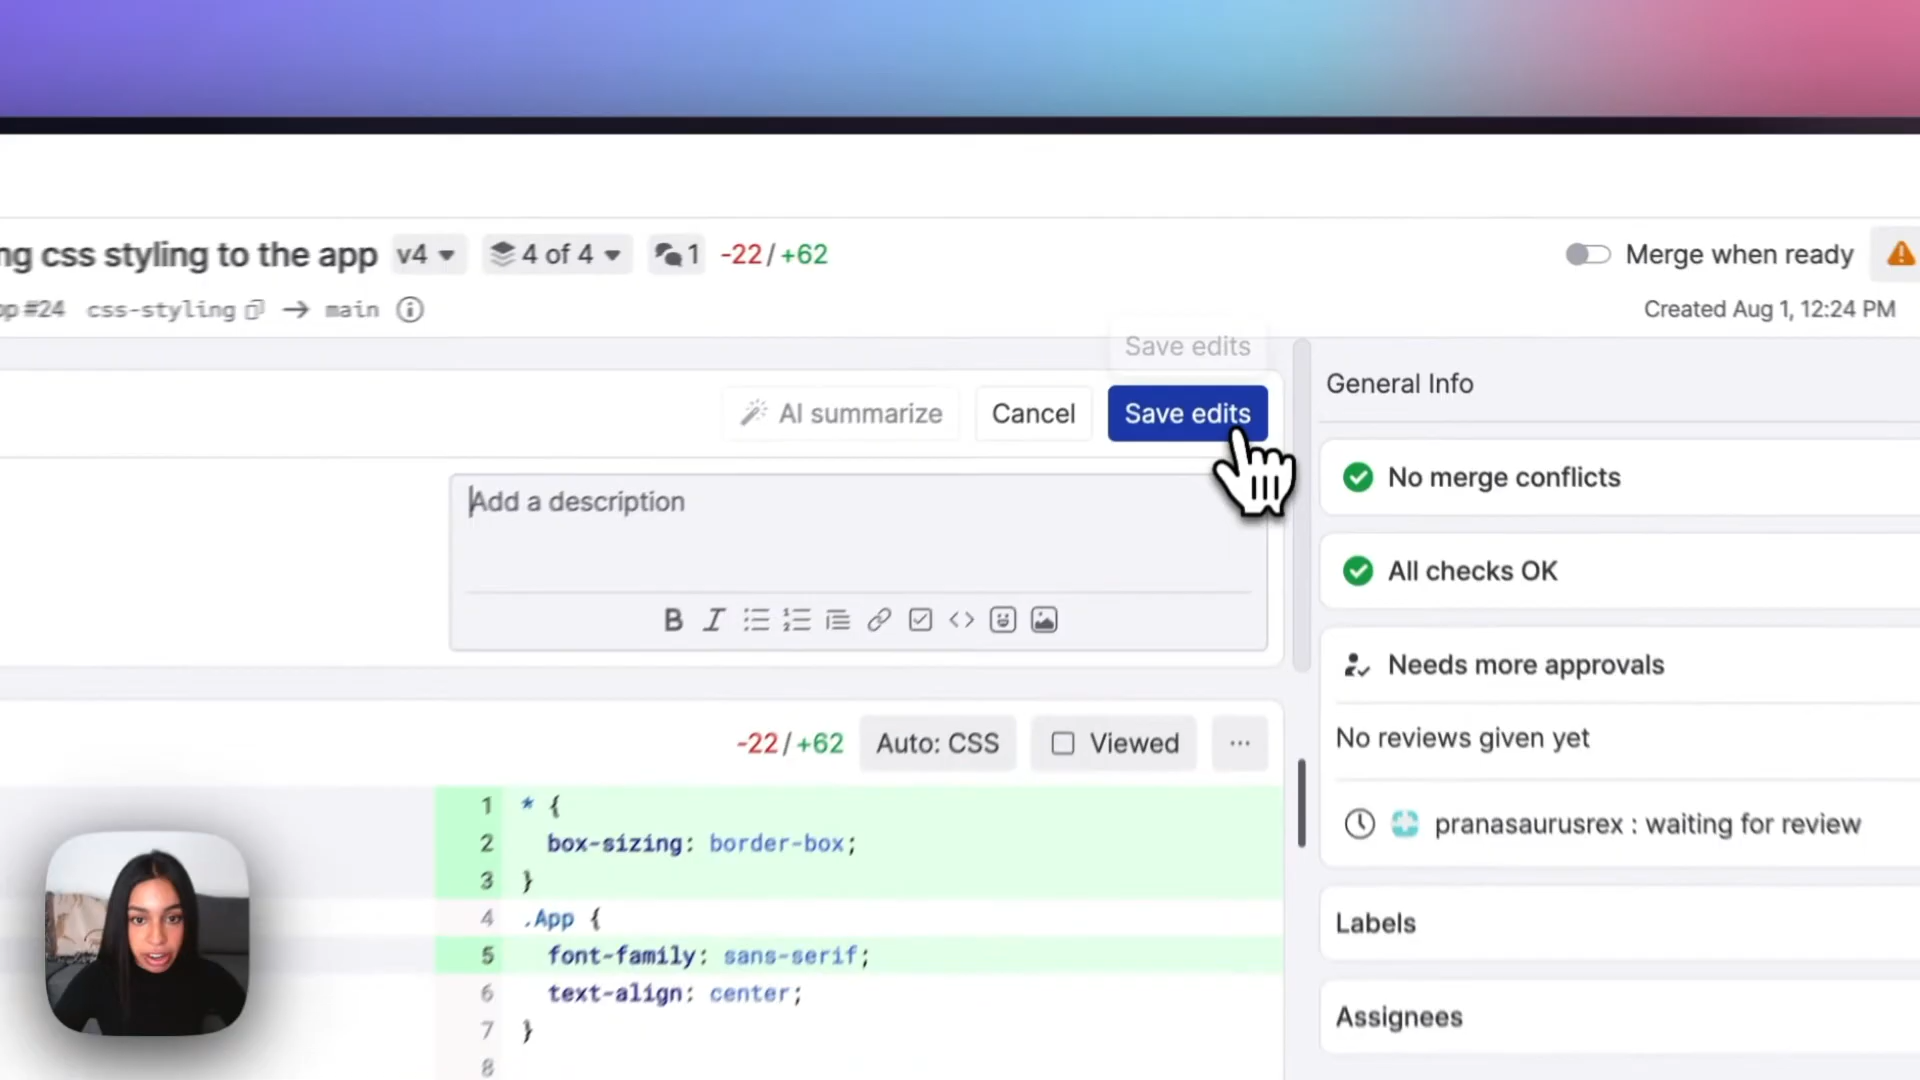 ng css styling to the app v4 4 of 4 1 -22/+62 Merge when ready
#24 css-styling → main Created Aug 1, 12:24 PM
Save edits
General Info
AI summarize Cancel Save edits
No merge conflicts
Add a description
All checks OK
B I
Needs more approvals
No reviews given yet
-22/+62 Auto: CSS Viewed ...
pranasaurusrex : waiting for review
1 * {
2 box-sizing: border-box;
3 }
4 .App {
5 font-family: sans-serif;
6 text-align: center;
7 }
8
Labels
Assignees